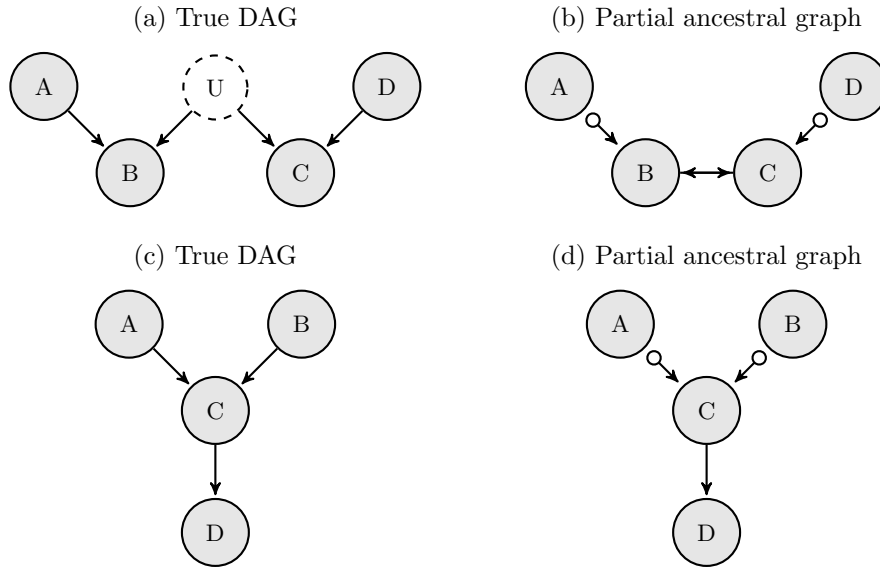 (a) True DAG
(b) Partial ancestral graph
A
U
D
A
D
B
C
B
C
(c) True DAG
(d) Partial ancestral graph
A
B
A
B
C
C
D
D